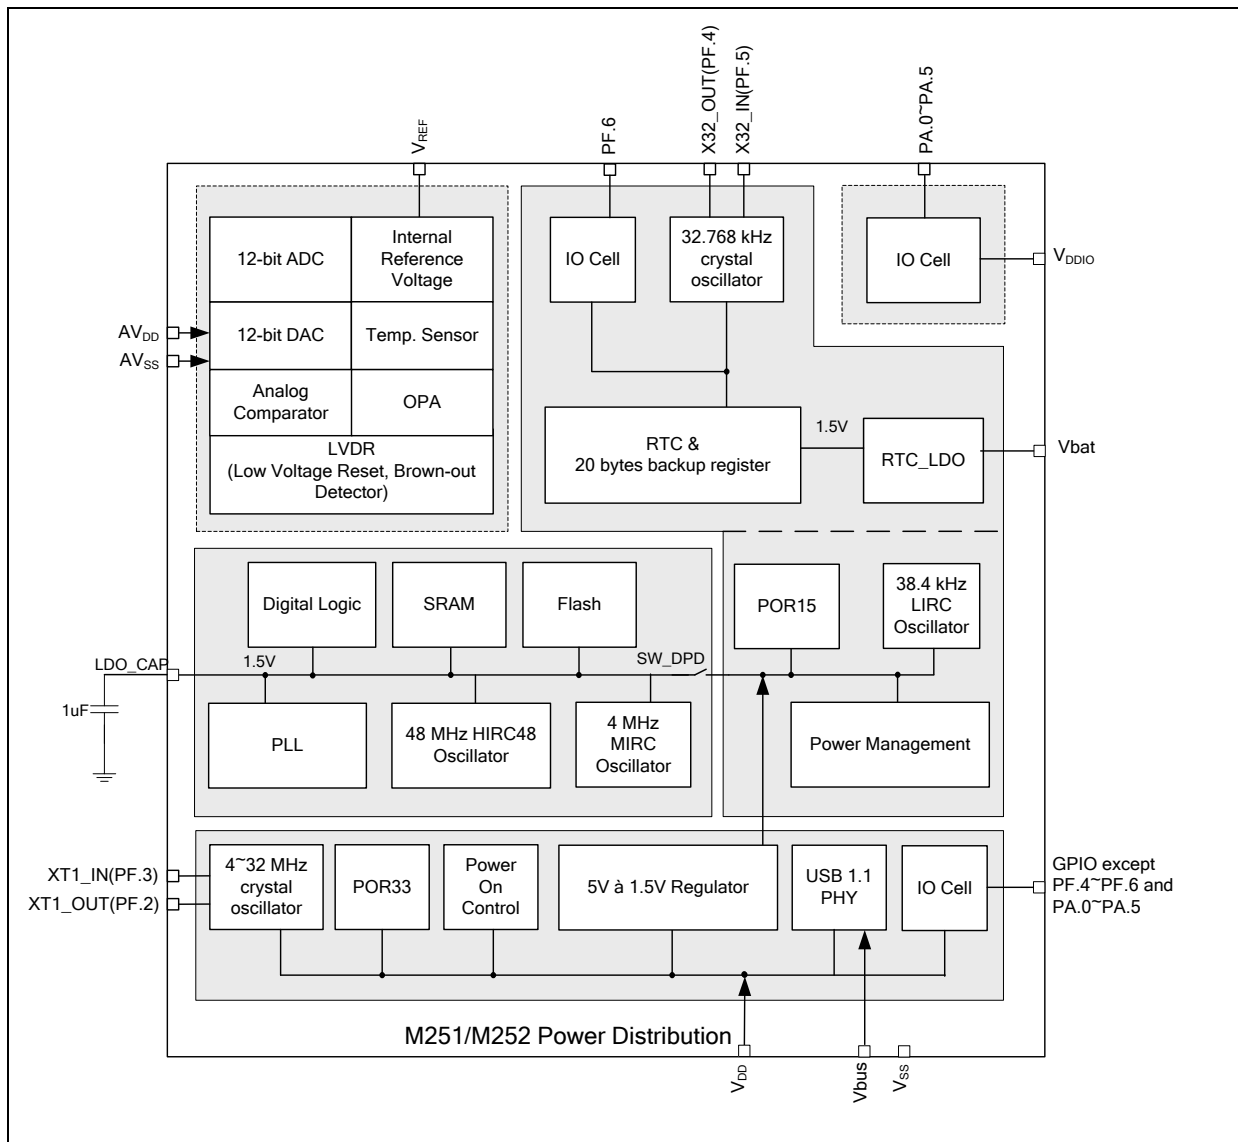 X32_OUT(PF.4)
X32_IN(PF.5)
PA.0~PA.5
PF.6
VREF
12-bit ADC
Internal
Reference
Voltage
IO Cell
32.768 kHz
crystal
oscillator
IO Cell
VDDIO
AVDD
12-bit DAC
Temp. Sensor
AVSS
Analog
Comparator
OPA
LVDR
(Low Voltage Reset, Brown-out
Detector)
RTC &
20 bytes backup register
1.5V
RTC_LDO
Vbat
Digital Logic
SRAM
Flash
POR15
38.4 kHz
LIRC
Oscillator
LDO_CAP
1.5V
SW_DPD
1uF
PLL
48 MHz HIRC48
Oscillator
4 MHz
MIRC
Oscillator
Power Management
XT1_IN(PF.3)
XT1_OUT(PF.2)
4~32 MHz
crystal
oscillator
POR33
Power
On
Control
5V à 1.5V Regulator
USB 1.1
PHY
IO Cell
GPIO except
PF.4~PF.6 and
PA.0~PA.5
M251/M252 Power Distribution
VDD
Vbus
VSS